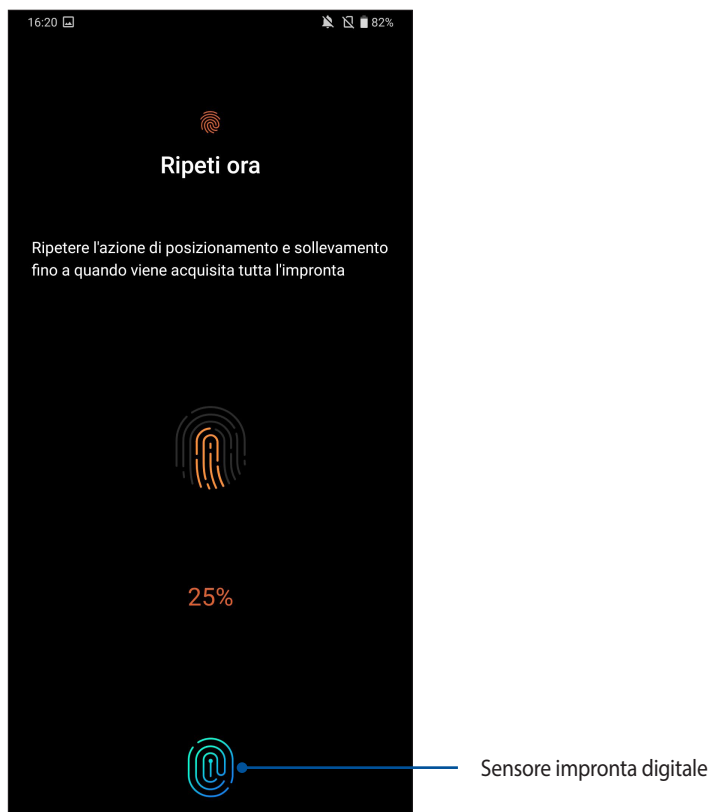 16:20 82%
Ripeti ora
Ripetere l'azione di posizionamento e sollevamento
fino a quando viene acquisita tutta l'impronta
25%
Sensore impronta digitale